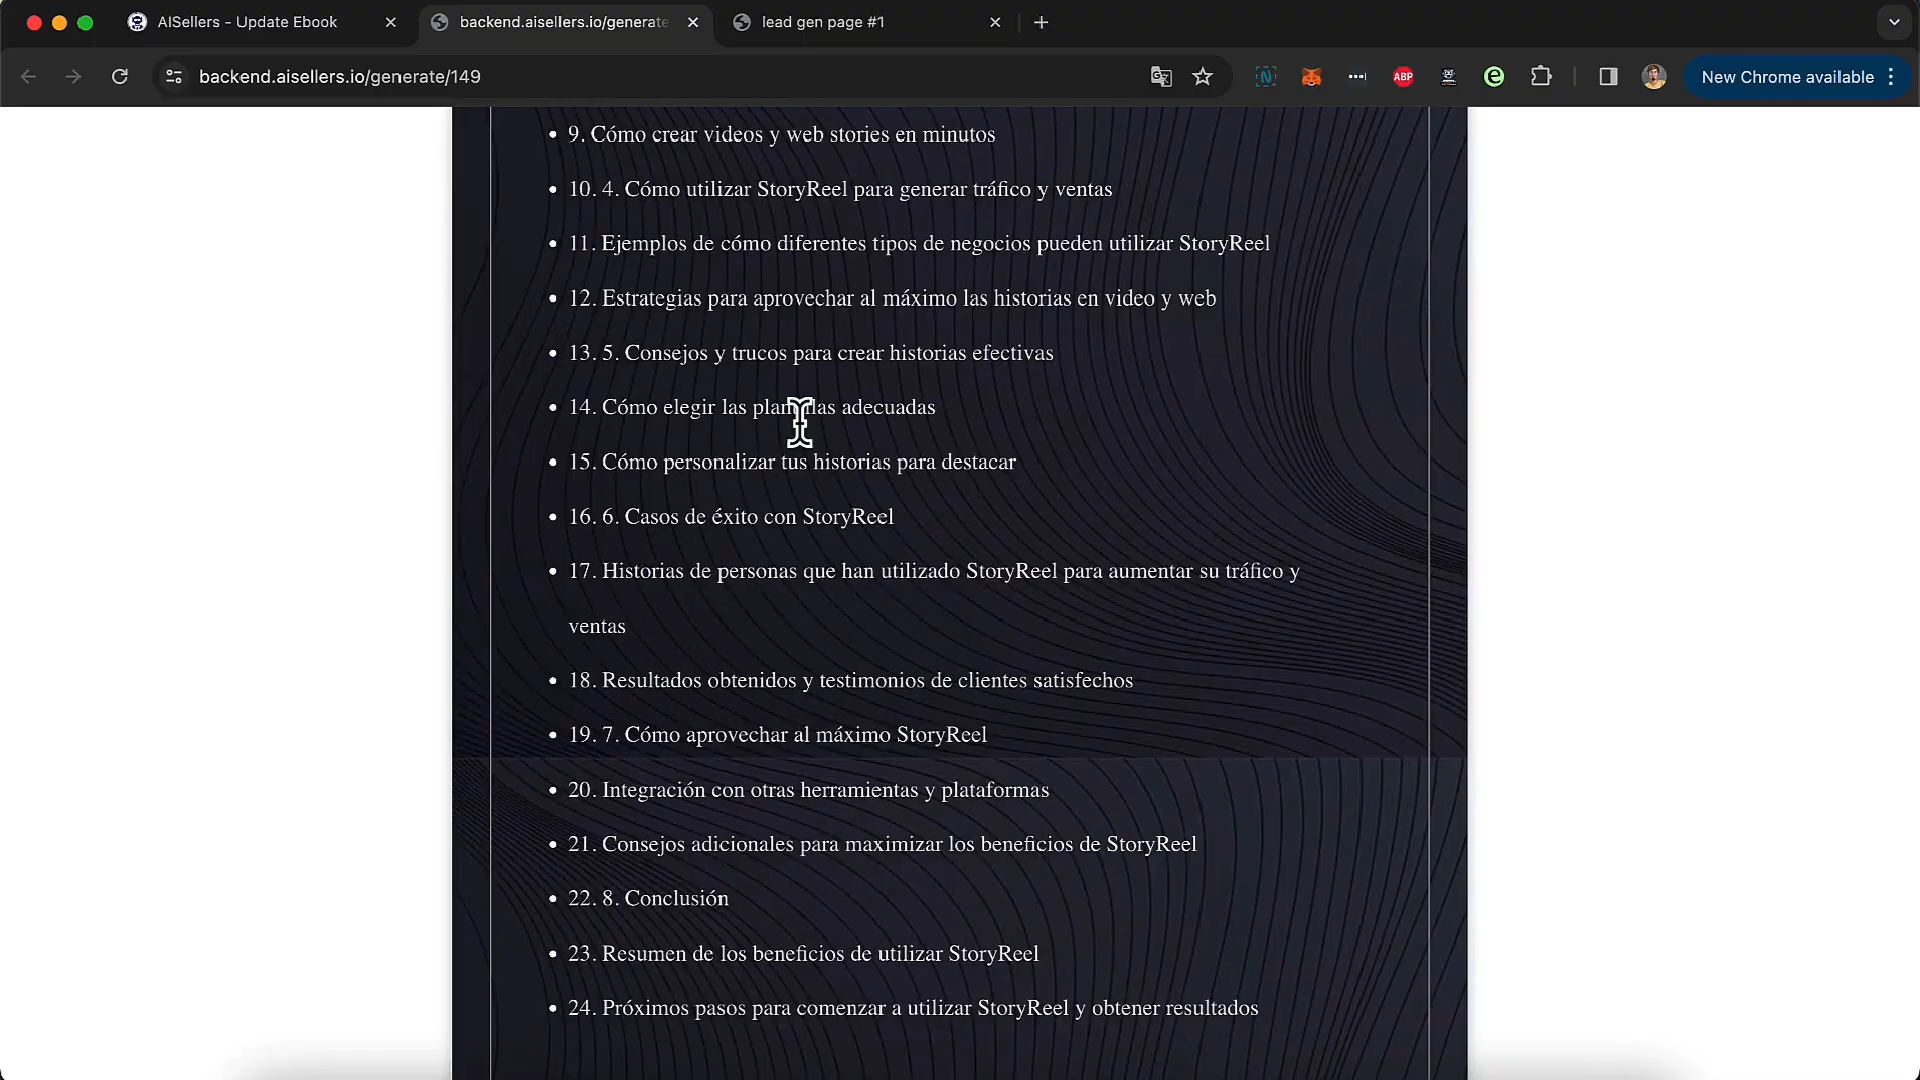 AISellers - Update Ebook
backend.aisellers.io/generate
lead gen page #1
backend.aisellers.io/generate/149
ABP
New Chrome available
• 9. Cómo crear videos y web stories en minutos
• 10. 4. Cómo utilizar StoryReel para generar tráfico y ventas
• 11. Ejemplos de cómo diferentes tipos de negocios pueden utilizar StoryReel
• 12. Estrategias para aprovechar al máximo las historias en video y web
• 13. 5. Consejos y trucos para crear historias efectivas
• 14. Cómo elegir las plantillas adecuadas
• 15. Cómo personalizar tus historias para destacar
• 16. 6. Casos de éxito con StoryReel
• 17. Historias de personas que han utilizado StoryReel para aumentar su tráfico y
ventas
• 18. Resultados obtenidos y testimonios de clientes satisfechos
• 19. 7. Cómo aprovechar al máximo StoryReel
• 20. Integración con otras herramientas y plataformas
• 21. Consejos adicionales para maximizar los beneficios de StoryReel
• 22. 8. Conclusión
• 23. Resumen de los beneficios de utilizar StoryReel
• 24. Próximos pasos para comenzar a utilizar StoryReel y obtener resultados